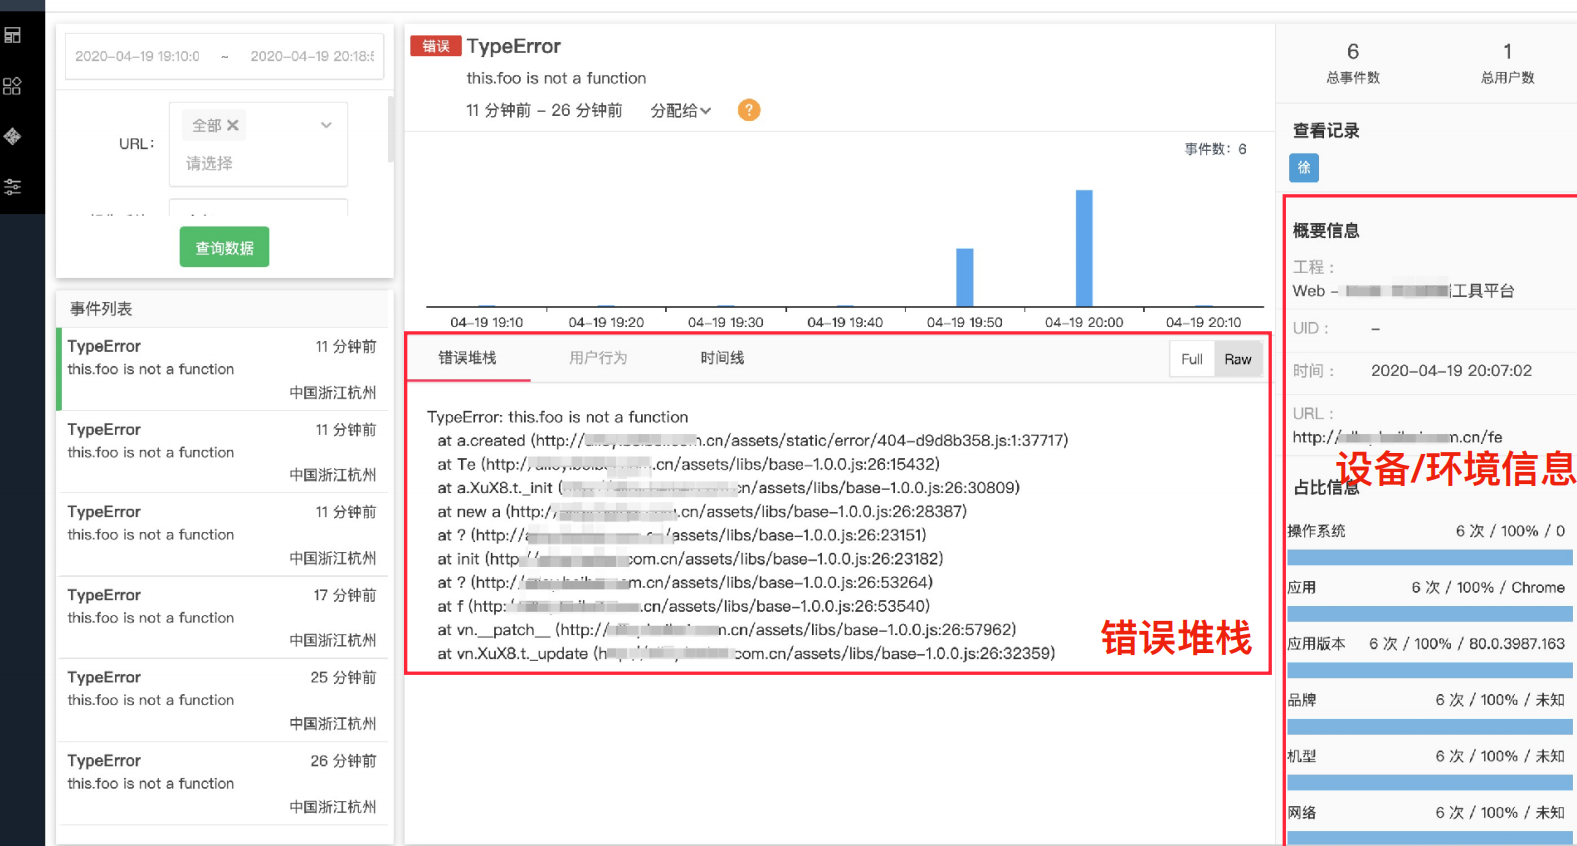 2020-04-19 19:10:0 ~ 2020-04-19 20:18:5
URL:
全部
请选择
查询数据
事件列表
TypeError 11 分钟前
this.foo is not a function
中国浙江杭州
TypeError 11 分钟前
this.foo is not a function
中国浙江杭州
TypeError 11 分钟前
this.foo is not a function
中国浙江杭州
TypeError 17 分钟前
this.foo is not a function
中国浙江杭州
TypeError 25 分钟前
this.foo is not a function
中国浙江杭州
TypeError 26 分钟前
this.foo is not a function
中国浙江杭州
错误 TypeError
this.foo is not a function
11 分钟前 – 26 分钟前 分配给 ?
事件数: 6
04-19 19:10 04-19 19:20 04-19 19:30 04-19 19:40 04-19 19:50 04-19 20:00 04-19 20:10
错误堆栈 用户行为 时间线 Full Raw
TypeError: this.foo is not a function
at a.created (http:// .cn/assets/static/error/404-d9d8b358.js:1:37717)
at Te (http:/ .cn/assets/libs/base-1.0.0.js:26:15432)
at a.XuX8.t._init ( cn/assets/libs/base-1.0.0.js:26:30809)
at new a (http:/ .cn/assets/libs/base-1.0.0.js:26:28387)
at ? (http:/ /assets/libs/base-1.0.0.js:26:23151)
at init (http com.cn/assets/libs/base-1.0.0.js:26:23182)
at ? (http:/ m.cn/assets/libs/base-1.0.0.js:26:53264)
at f (http: .cn/assets/libs/base-1.0.0.js:26:53540)
at vn.__patch__ (http:// n.cn/assets/libs/base-1.0.0.js:26:57962)
at vn.XuX8.t._update (h com.cn/assets/libs/base-1.0.0.js:26:32359)
错误堆栈
6 1
总事件数 总用户数
查看记录
徐
概要信息
工程：
Web – 工具平台
UID： –
时间： 2020-04-19 20:07:02
URL：
http:/ m.cn/fe
设备/环境信息
占比信息
操作系统 6 次 / 100% / 0
应用 6 次 / 100% / Chrome
应用版本 6 次 / 100% / 80.0.3987.163
品牌 6 次 / 100% / 未知
机型 6 次 / 100% / 未知
网络 6 次 / 100% / 未知